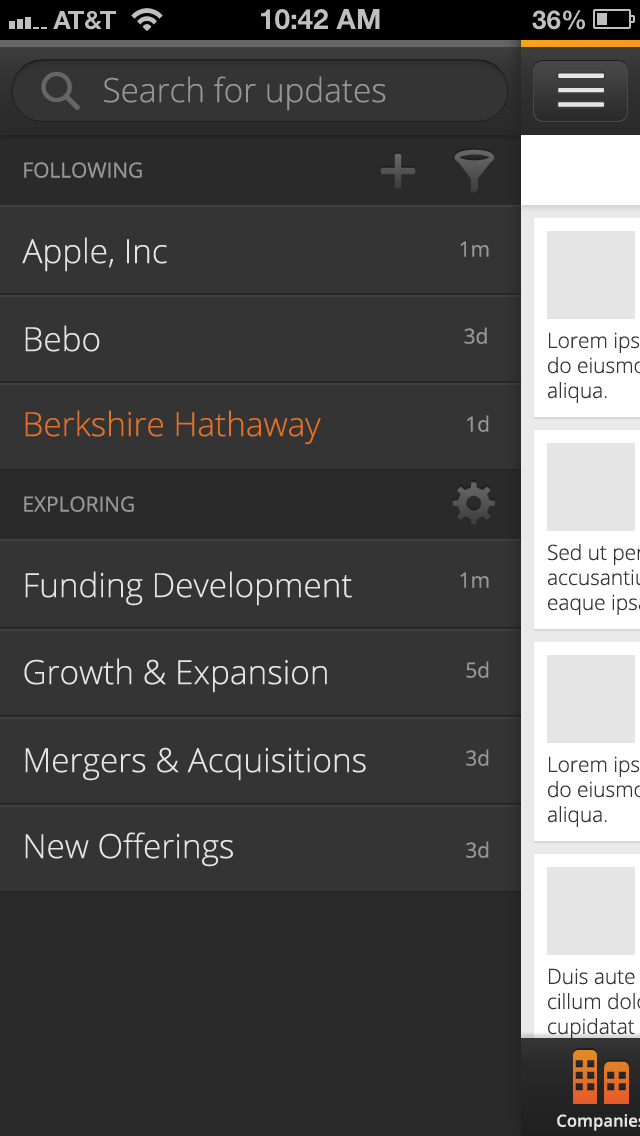 AT&T 10:42 AM 36%
Search for updates
FOLLOWING
Apple, Inc 1m
Bebo 3d
Berkshire Hathaway 1d
EXPLORING
Funding Development 1m
Growth & Expansion 5d
Mergers & Acquisitions 3d
New Offerings 3d
Lorem ips
do eiusmo
aliqua.
Sed ut per
accusantiu
eaque ipsa
Lorem ips
do eiusmo
aliqua.
Duis aute
cillum dolo
cupidatat
Companies